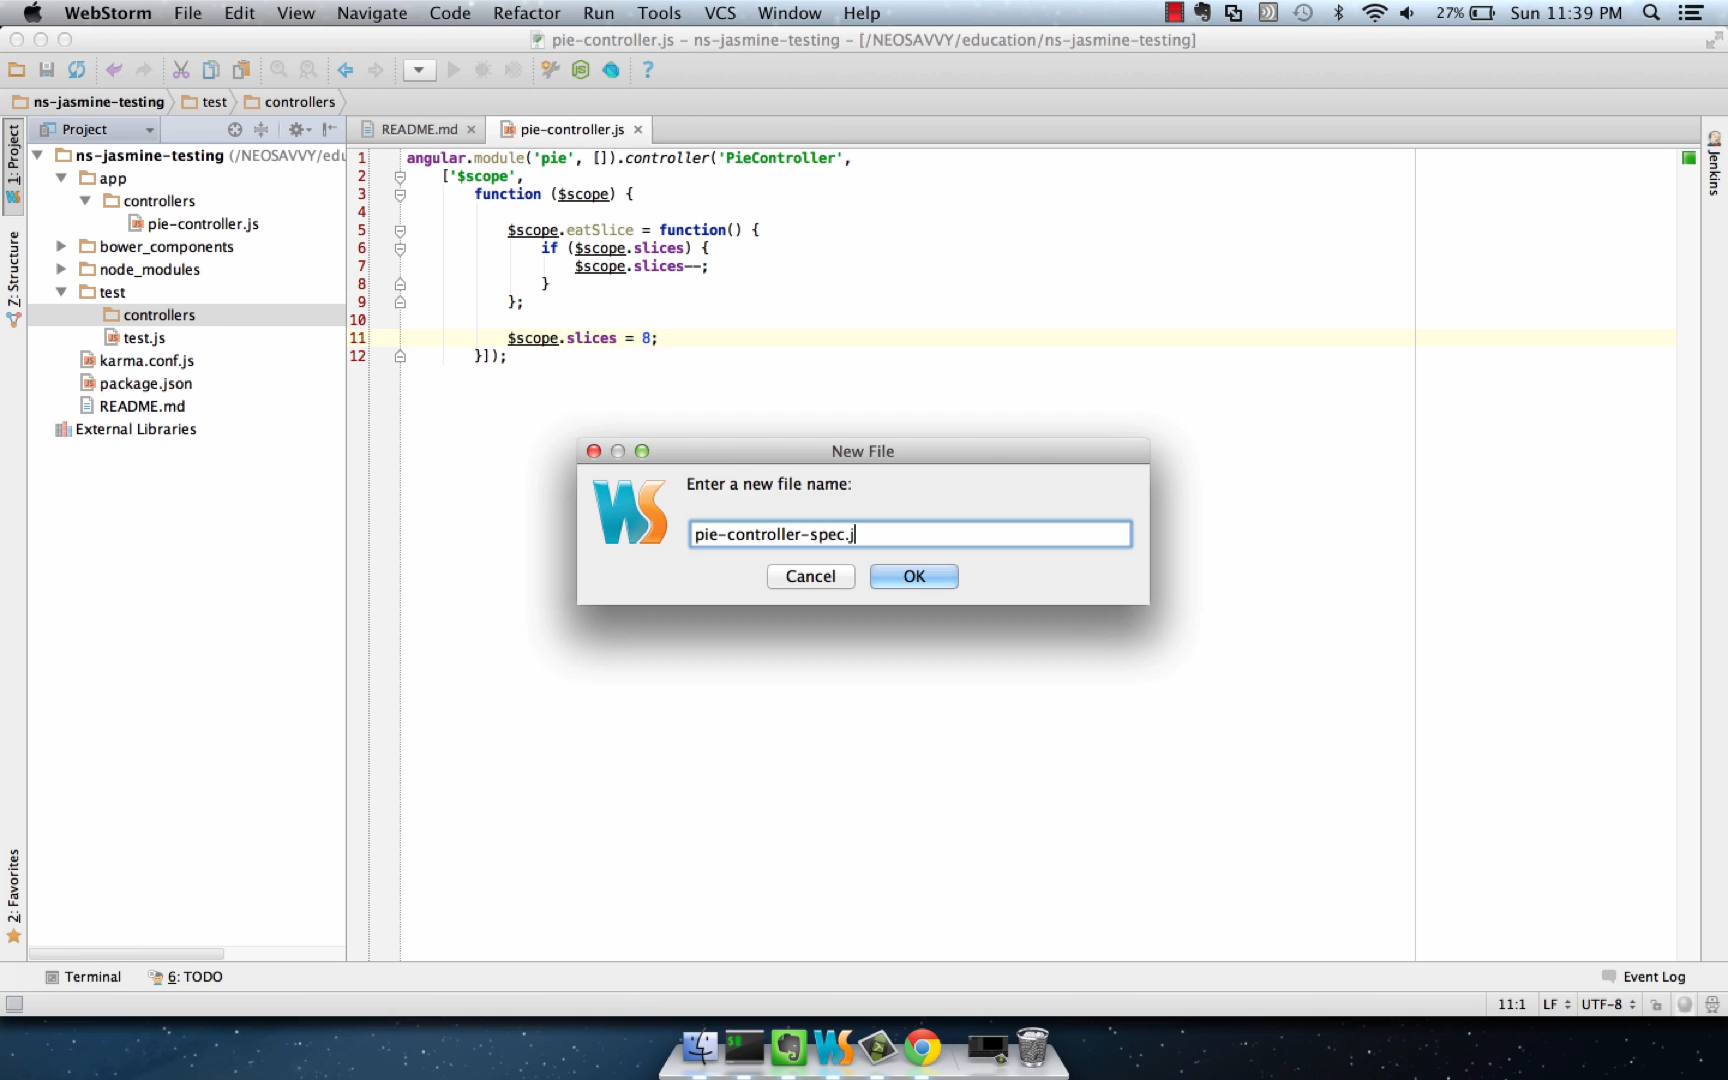 WebStorm File Edit View Navigate Code Refactor Run Tools VCS Window Help 27% Sun 11:39 PM
pie-controller.js – ns-jasmine-testing – [/NEOSAVVY/education/ns-jasmine-testing]
ns-jasmine-testing test controllers
1: Project
Z: Structure
2: Favorites
Project
ns-jasmine-testing (/NEOSAVVY/edu
app
controllers
pie-controller.js
bower_components
node_modules
test
controllers
test.js
karma.conf.js
package.json
README.md
External Libraries
README.md pie-controller.js
1 angular.module('pie', []).controller('PieController',
2 ['$scope',
3 function ($scope) {
4
5 $scope.eatSlice = function() {
6 if ($scope.slices) {
7 $scope.slices--;
8 }
9 };
10
11 $scope.slices = 8;
12 }]);
New File
WS
Enter a new file name:
pie-controller-spec.j
Cancel OK
Jenkins
Terminal 6: TODO Event Log
11:1 LF UTF-8